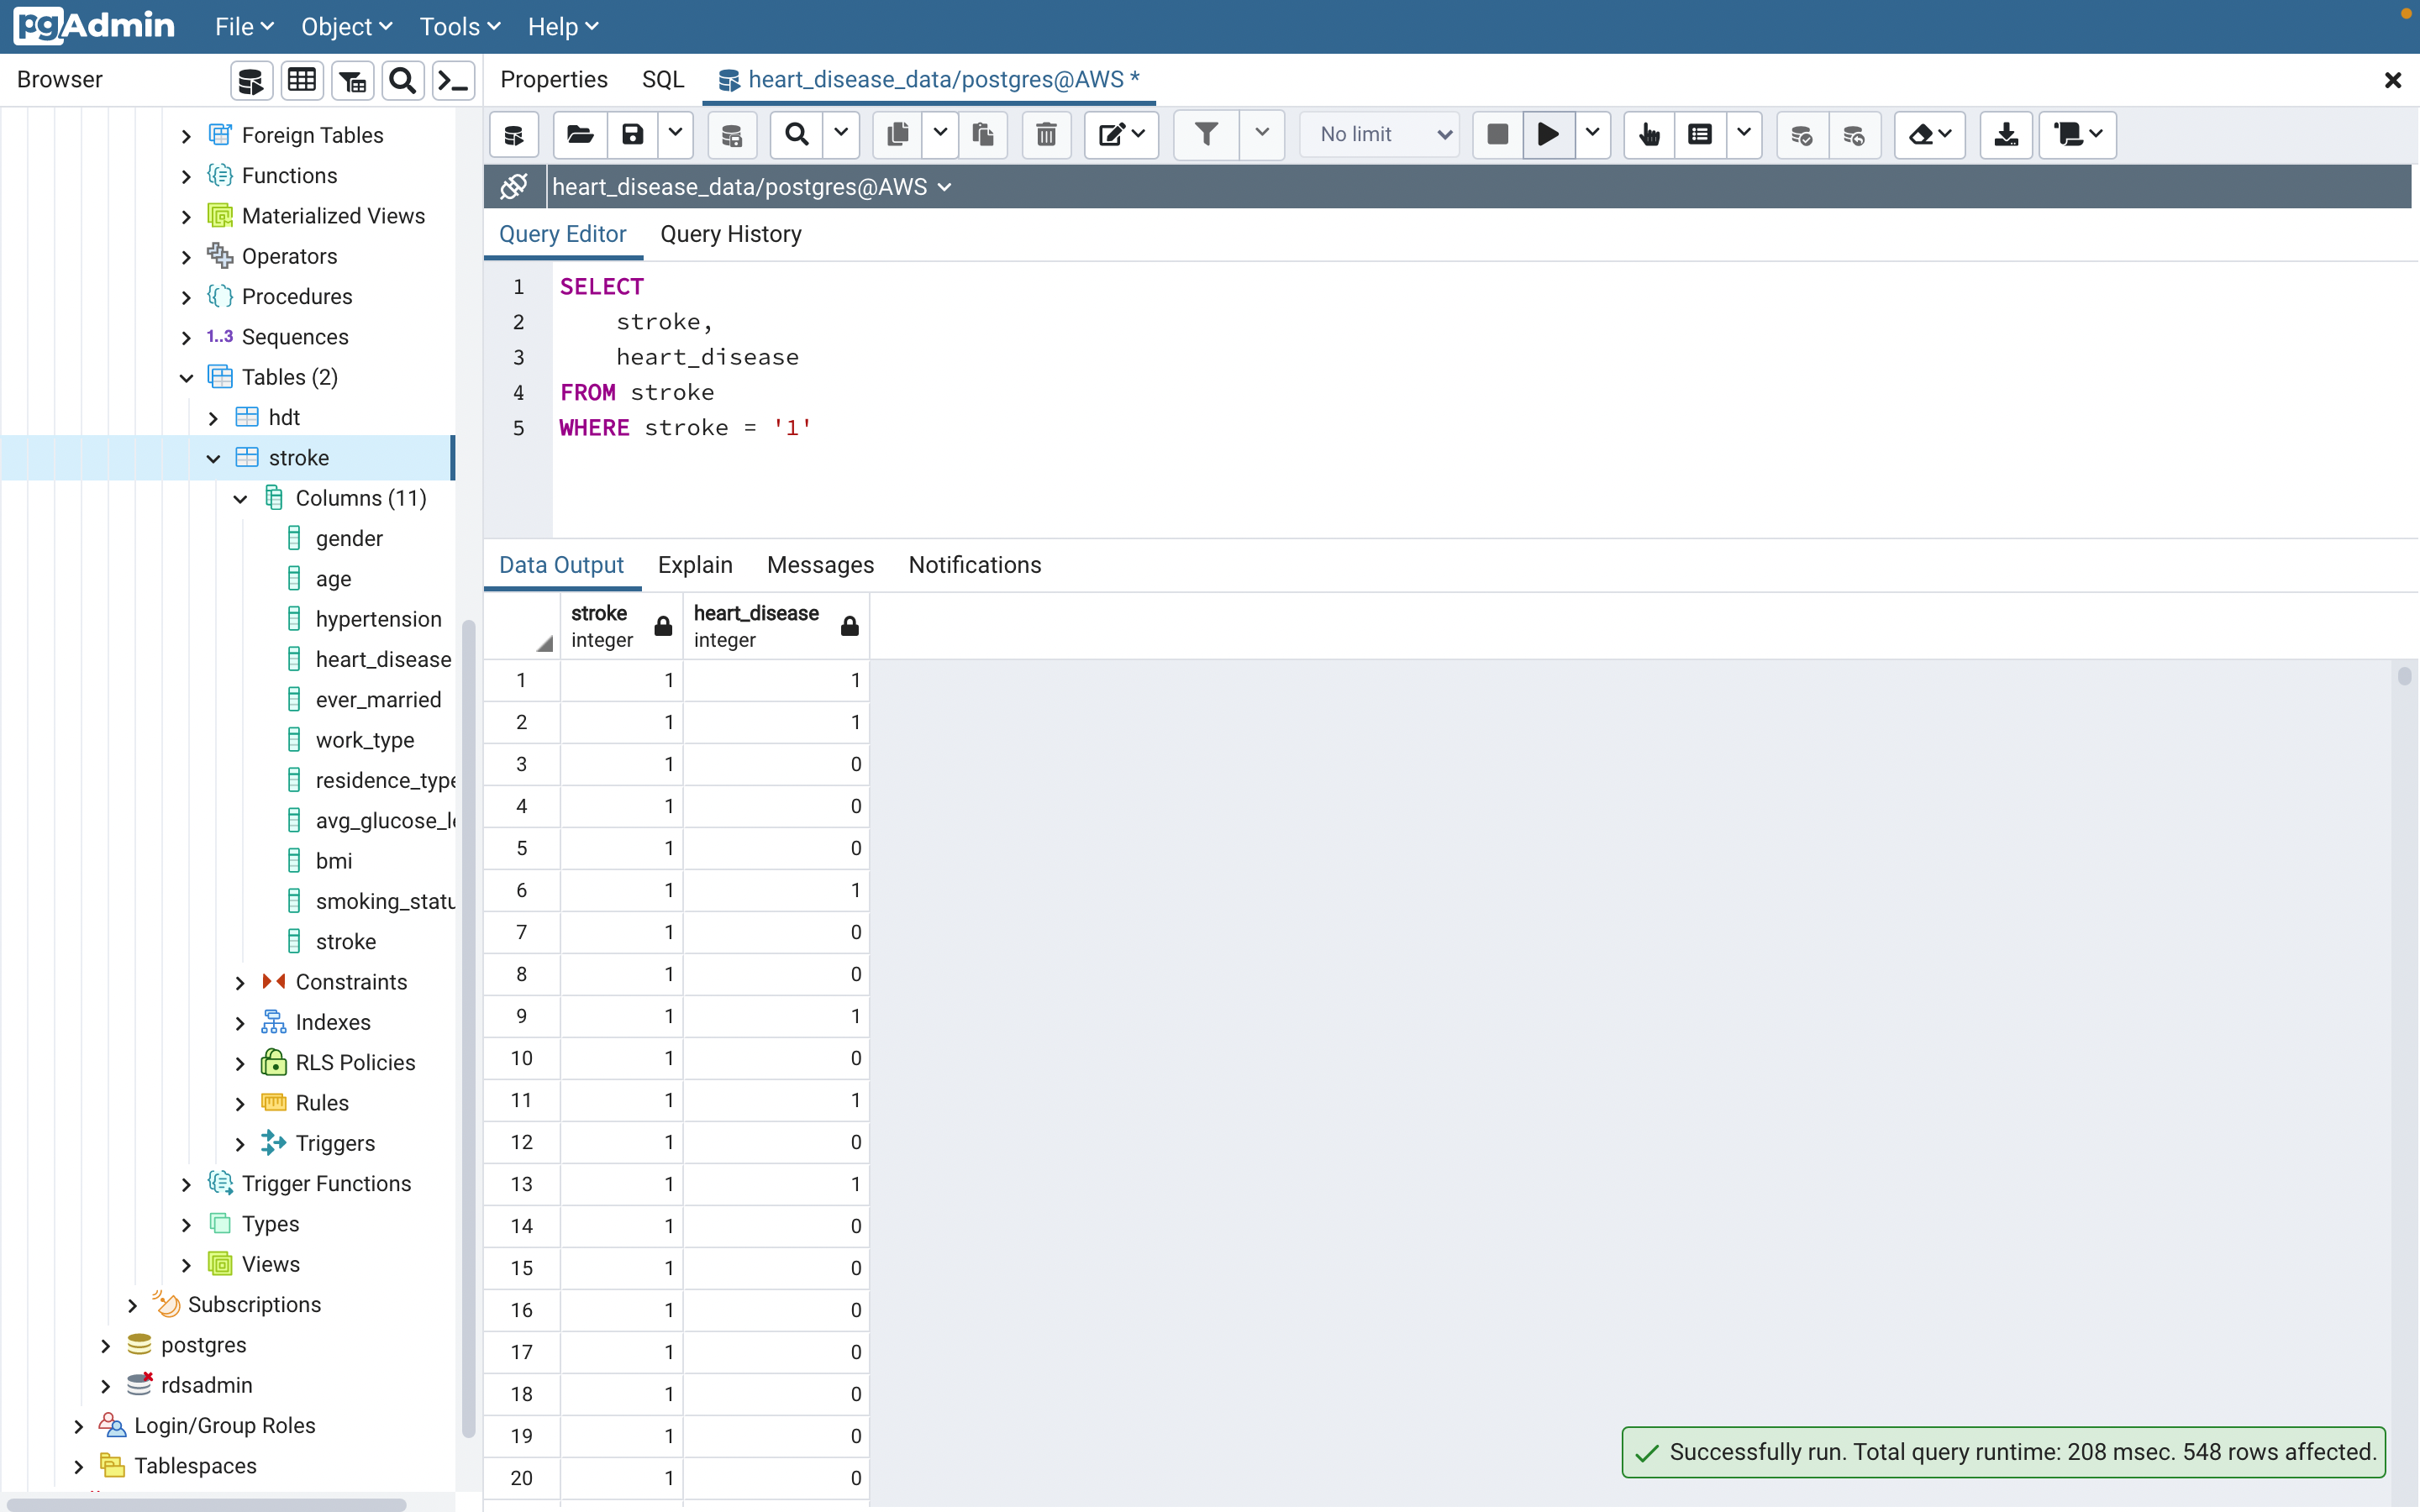 pgAdmin File Object Tools Help
Browser
Properties SQL heart_disease_data/postgres@AWS *
No limit
heart_disease_data/postgres@AWS
Query Editor Query History
Foreign Tables
Functions
Materialized Views
Operators
Procedures
1..3 Sequences
Tables (2)
hdt
stroke
Columns (11)
gender
age
hypertension
heart_disease
ever_married
work_type
residence_type
avg_glucose_l
bmi
smoking_statu
stroke
Constraints
Indexes
RLS Policies
Rules
Triggers
Trigger Functions
Types
Views
Subscriptions
postgres
rdsadmin
Login/Group Roles
Tablespaces
1 SELECT
2 stroke,
3 heart_disease
4 FROM stroke
5 WHERE stroke = '1'
Data Output Explain Messages Notifications
stroke heart_disease
integer integer
1 1 1
2 1 1
3 1 0
4 1 0
5 1 0
6 1 1
7 1 0
8 1 0
9 1 1
10 1 0
11 1 1
12 1 0
13 1 1
14 1 0
15 1 0
16 1 0
17 1 0
18 1 0
19 1 0
20 1 0
Successfully run. Total query runtime: 208 msec. 548 rows affected.